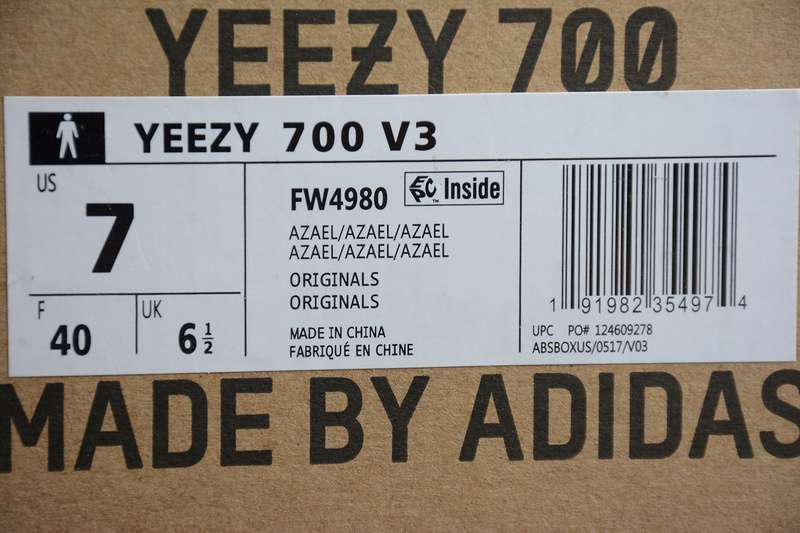 YEEZY 700
YEEZY 700 V3
US
7
F
40
UK
6 1/2
FW4980
EPC Inside
™
AZAEL/AZAEL/AZAEL
AZAEL/AZAEL/AZAEL
ORIGINALS
ORIGINALS
MADE IN CHINA
FABRIQUÉ EN CHINE
1 91982 35497 4
UPC PO# 124609278
ABSBOXUS/0517/V03
MADE BY ADIDAS